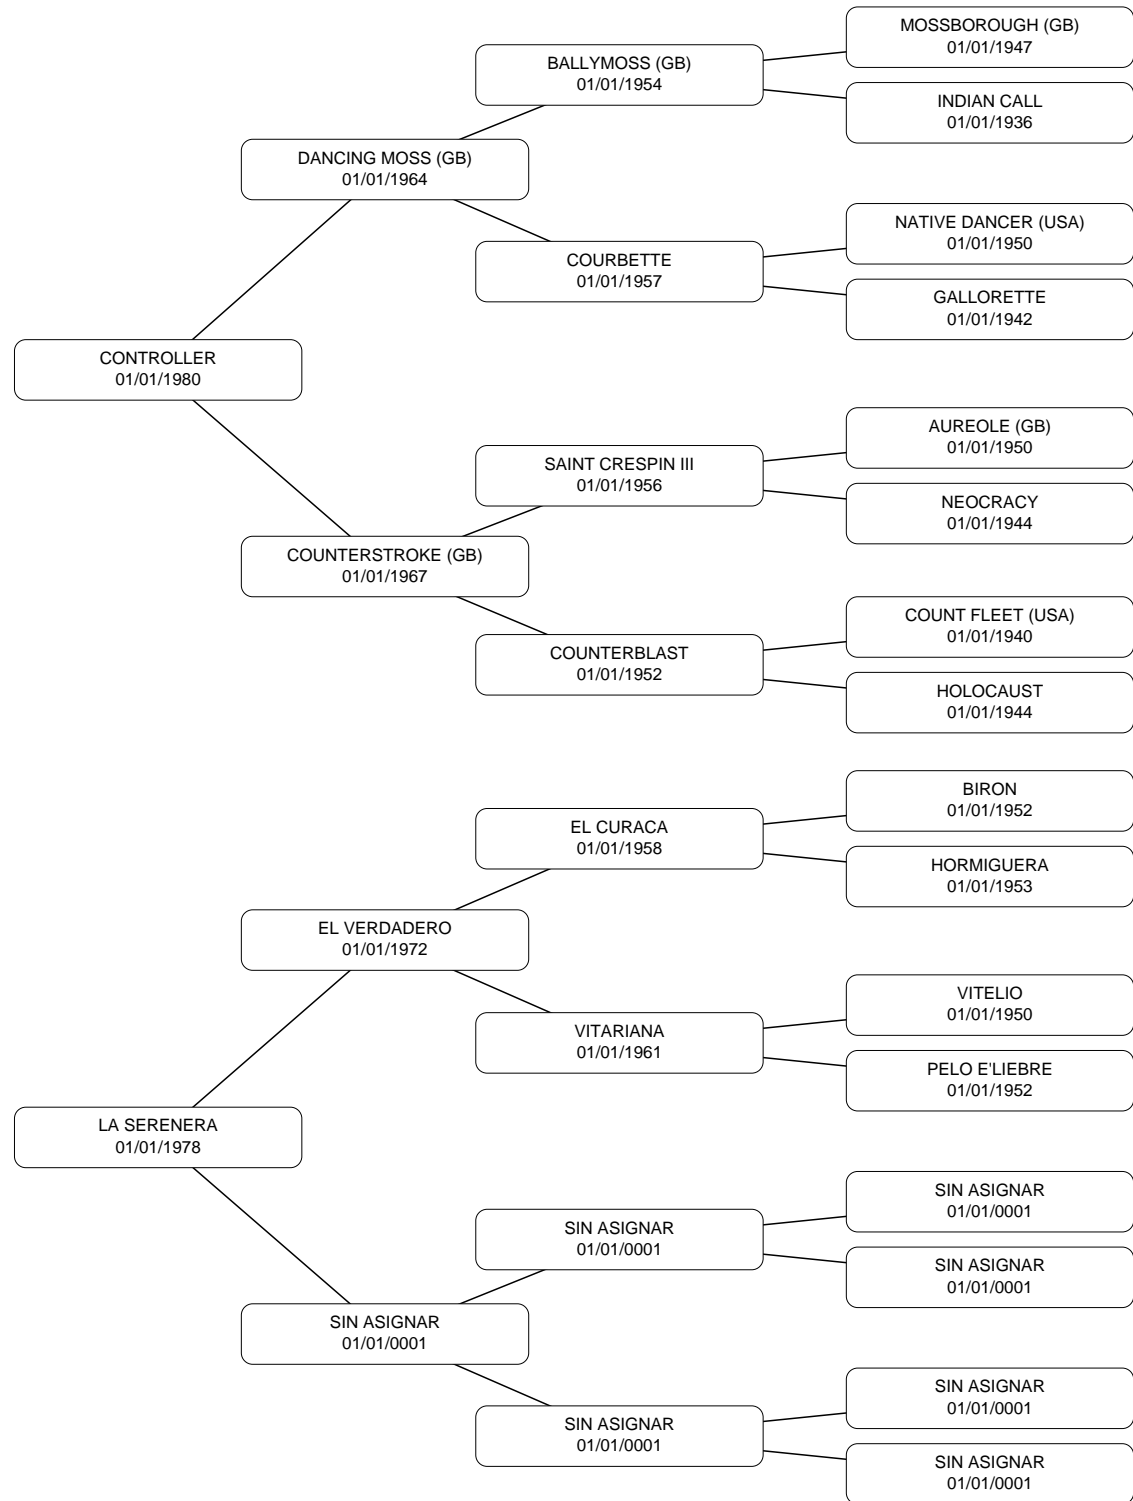 MOSSBOROUGH (GB)
01/01/1947
BALLYMOSS (GB)
01/01/1954
INDIAN CALL
01/01/1936
DANCING MOSS (GB)
01/01/1964
NATIVE DANCER (USA)
01/01/1950
COURBETTE
01/01/1957
GALLORETTE
01/01/1942
CONTROLLER
01/01/1980
AUREOLE (GB)
01/01/1950
SAINT CRESPIN III
01/01/1956
NEOCRACY
01/01/1944
COUNTERSTROKE (GB)
01/01/1967
COUNT FLEET (USA)
01/01/1940
COUNTERBLAST
01/01/1952
HOLOCAUST
01/01/1944
BIRON
01/01/1952
EL CURACA
01/01/1958
HORMIGUERA
01/01/1953
EL VERDADERO
01/01/1972
VITELIO
01/01/1950
VITARIANA
01/01/1961
PELO E'LIEBRE
01/01/1952
LA SERENERA
01/01/1978
SIN ASIGNAR
01/01/0001
SIN ASIGNAR
01/01/0001
SIN ASIGNAR
01/01/0001
SIN ASIGNAR
01/01/0001
SIN ASIGNAR
01/01/0001
SIN ASIGNAR
01/01/0001
SIN ASIGNAR
01/01/0001